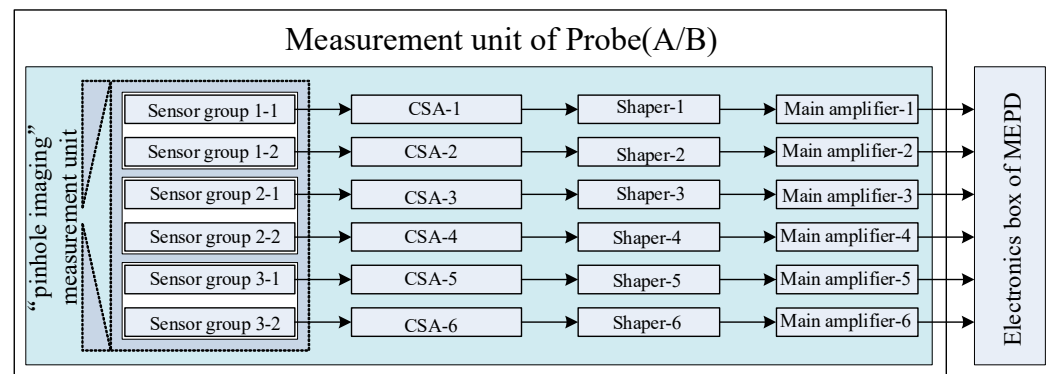 Measurement unit of Probe(A/B)
“pinhole imaging”
measurement unit
Sensor group 1-1
CSA-1
Shaper-1
Main amplifier-1
Sensor group 1-2
CSA-2
Shaper-2
Main amplifier-2
Sensor group 2-1
CSA-3
Shaper-3
Main amplifier-3
Sensor group 2-2
CSA-4
Shaper-4
Main amplifier-4
Sensor group 3-1
CSA-5
Shaper-5
Main amplifier-5
Sensor group 3-2
CSA-6
Shaper-6
Main amplifier-6
Electronics box of MEPD